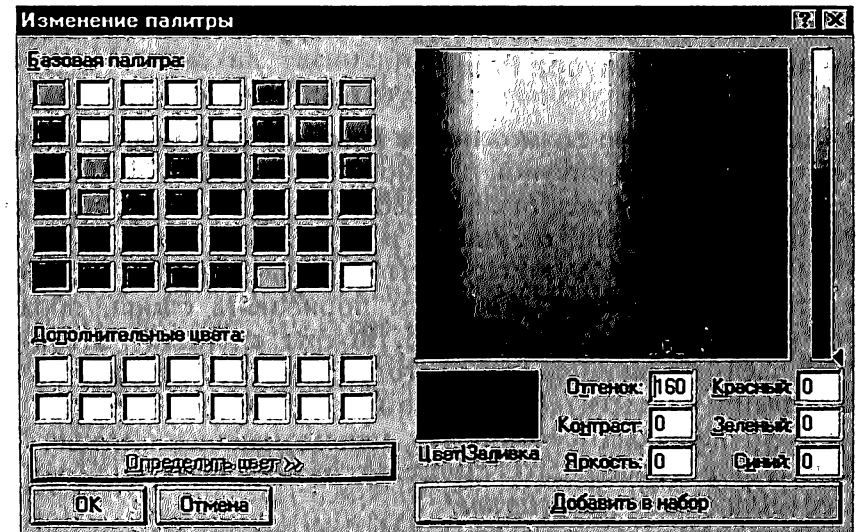 Изменение палитры
Базовая палитра:
Дополнительные цвета:
Определить цвет >>
ОК
Отмена
Цвет|Заливка
Оттенок: 160
Контраст: 0
Яркость: 0
Красный: 0
Зеленый: 0
Синий: 0
Добавить в набор